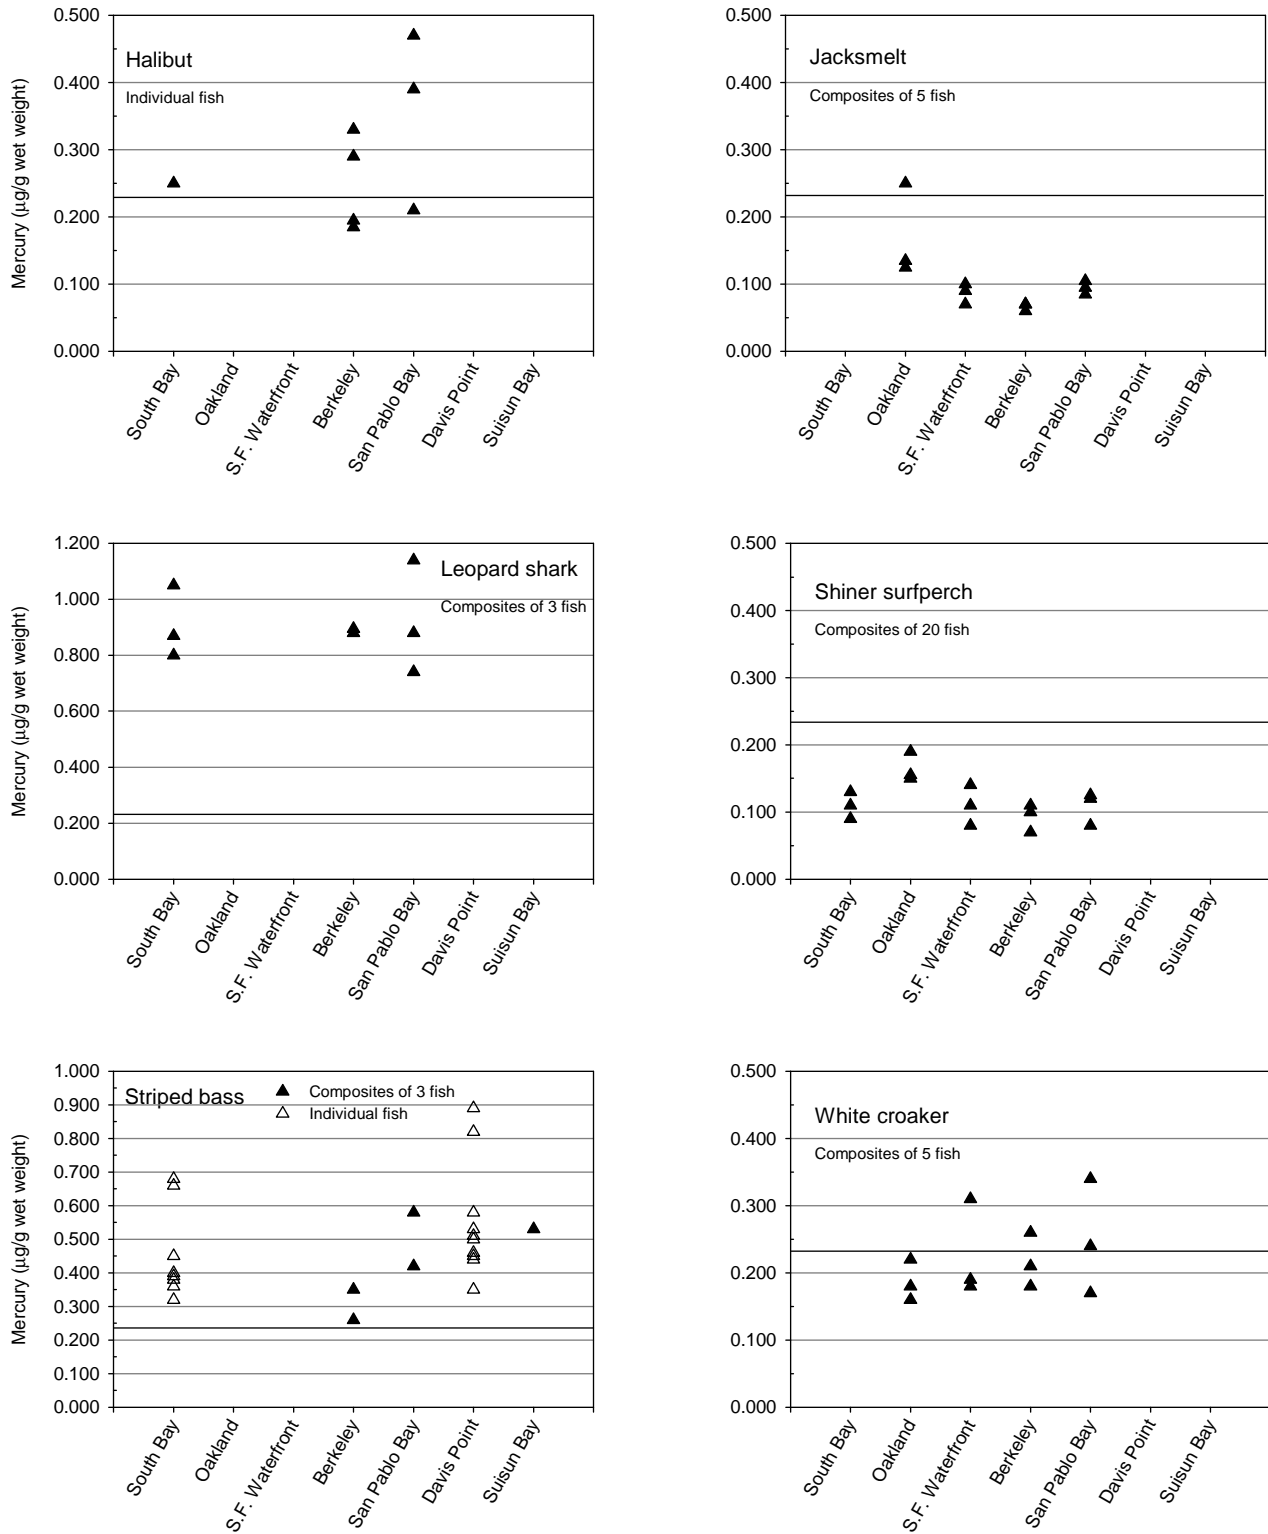 Halibut
Individual fish
Mercury (µg/g wet weight)
0.500
0.400
0.300
0.200
0.100
0.000
South Bay
Oakland
S.F. Waterfront
Berkeley
San Pablo Bay
Davis Point
Suisun Bay
Jacksmelt
Composites of 5 fish
0.500
0.400
0.300
0.200
0.100
0.000
South Bay
Oakland
S.F. Waterfront
Berkeley
San Pablo Bay
Davis Point
Suisun Bay
Leopard shark
Composites of 3 fish
Mercury (µg/g wet weight)
1.200
1.000
0.800
0.600
0.400
0.200
0.000
South Bay
Oakland
S.F. Waterfront
Berkeley
San Pablo Bay
Davis Point
Suisun Bay
Shiner surfperch
Composites of 20 fish
0.500
0.400
0.300
0.200
0.100
0.000
South Bay
Oakland
S.F. Waterfront
Berkeley
San Pablo Bay
Davis Point
Suisun Bay
Striped bass
Composites of 3 fish
Individual fish
Mercury (µg/g wet weight)
1.000
0.900
0.800
0.700
0.600
0.500
0.400
0.300
0.200
0.100
0.000
South Bay
Oakland
S.F. Waterfront
Berkeley
San Pablo Bay
Davis Point
Suisun Bay
White croaker
Composites of 5 fish
0.500
0.400
0.300
0.200
0.100
0.000
South Bay
Oakland
S.F. Waterfront
Berkeley
San Pablo Bay
Davis Point
Suisun Bay